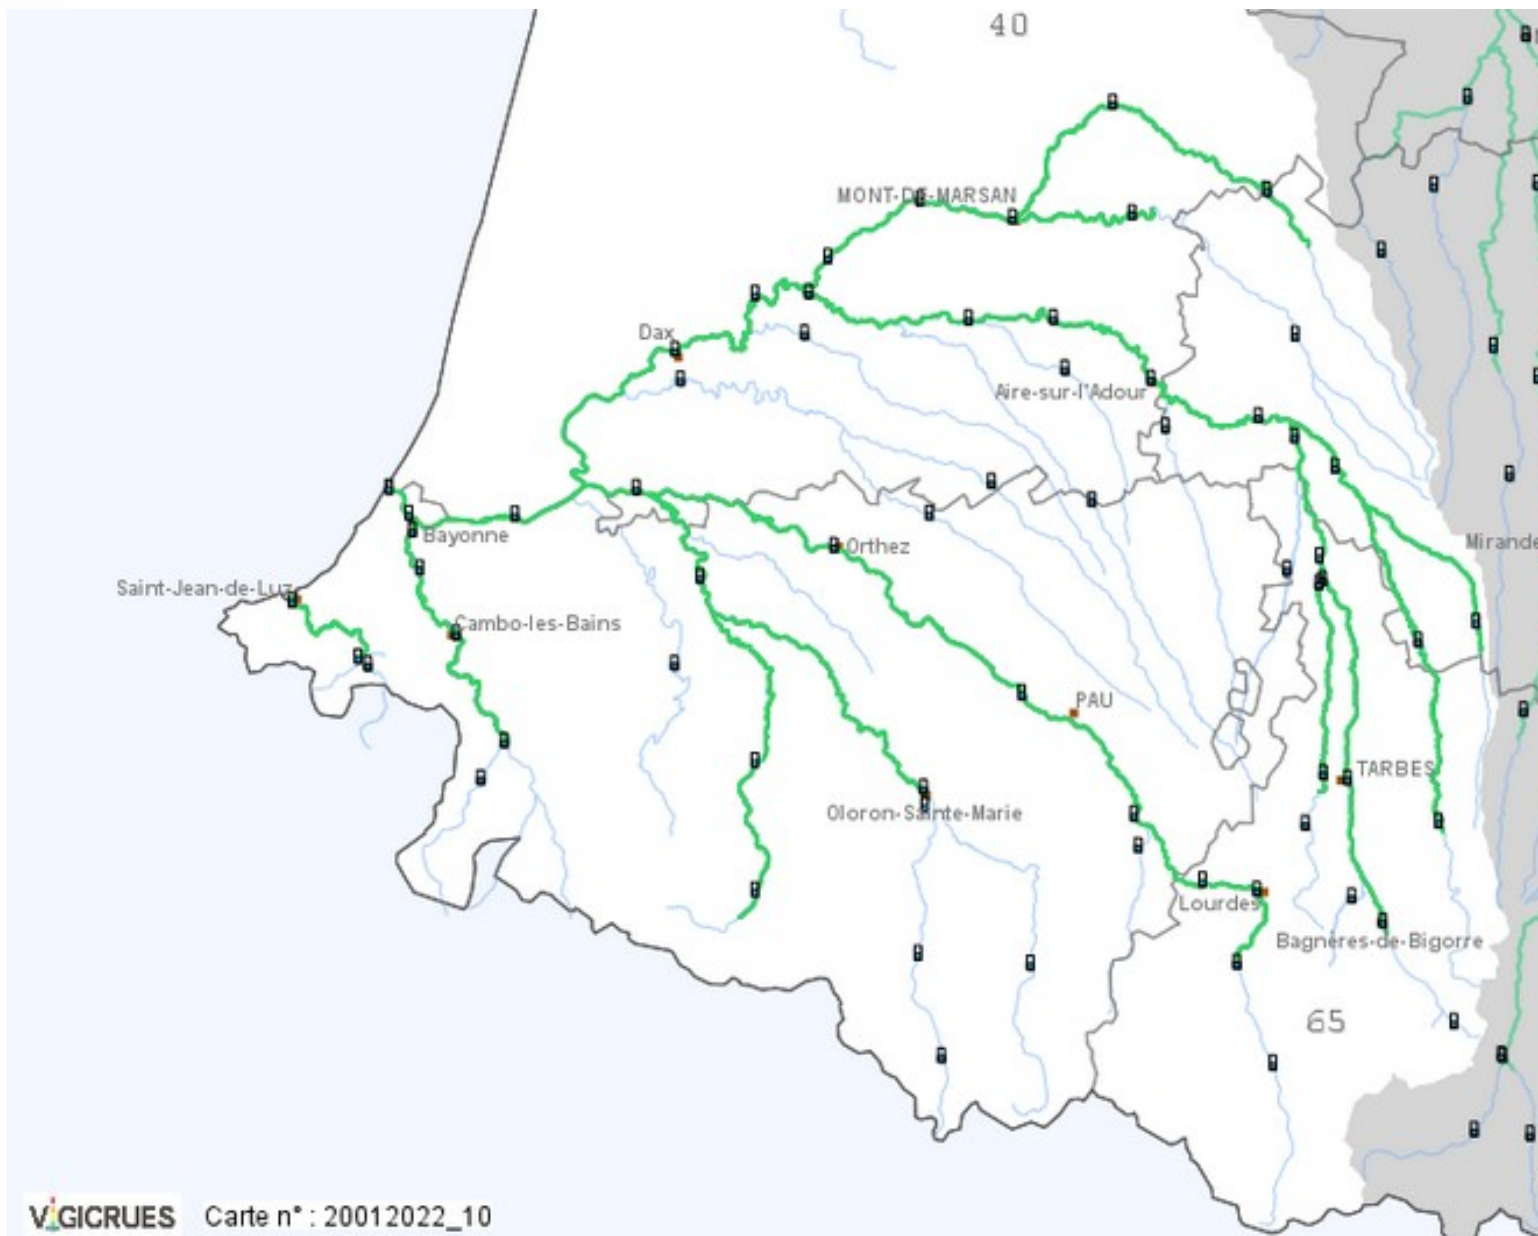 40
MONT-DE-MARSAN
Dax
Aire-sur-l'Adour
Bayonne
Orthez
Mirande
Saint-Jean-de-Luz
Cambo-les-Bains
PAU
TARBES
Oloron-Sainte-Marie
Lourdes
Bagnères-de-Bigorre
65
VIGICRUES Carte n° : 20012022_10